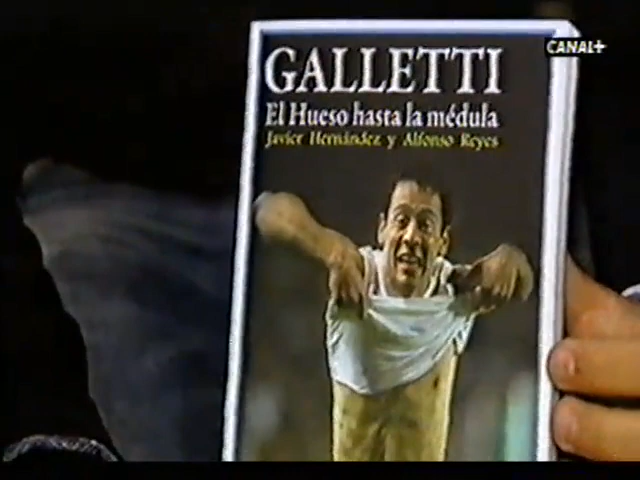 GALLETTI
CANAL+
El Hueso hasta la médula
Javier Hernández y Alfonso Reyes